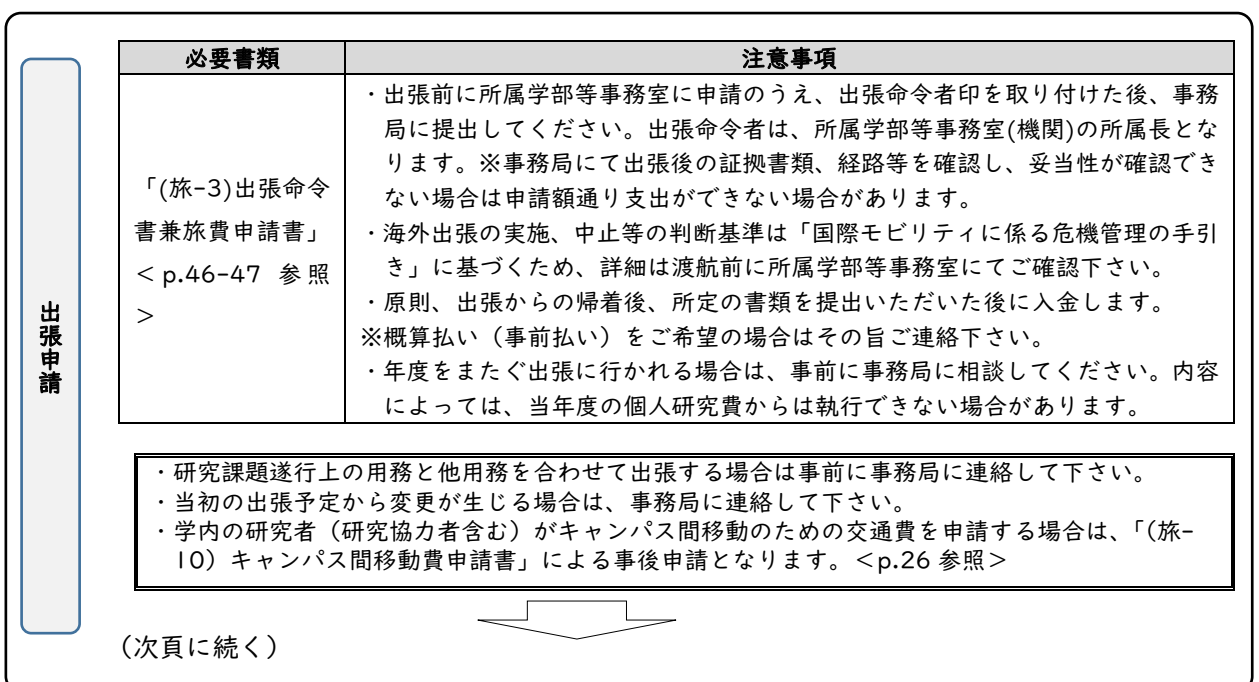 出張申請
必要書類
注意事項
「(旅-3)出張命令
書兼旅費申請書」
<p.46-47 参照
>
・出張前に所属学部等事務室に申請のうえ、出張命令者印を取り付けた後、事務
局に提出してください。出張命令者は、所属学部等事務室(機関)の所属長とな
ります。※事務局にて出張後の証拠書類、経路等を確認し、妥当性が確認でき
ない場合は申請額通り支出ができない場合があります。
・海外出張の実施、中止等の判断基準は「国際モビリティに係る危機管理の手引
き」に基づくため、詳細は渡航前に所属学部等事務室にてご確認下さい。
・原則、出張からの帰着後、所定の書類を提出いただいた後に入金します。
※概算払い（事前払い）をご希望の場合はその旨ご連絡下さい。
・年度をまたぐ出張に行かれる場合は、事前に事務局に相談してください。内容
によっては、当年度の個人研究費からは執行できない場合があります。
・研究課題遂行上の用務と他用務を合わせて出張する場合は事前に事務局に連絡して下さい。
・当初の出張予定から変更が生じる場合は、事務局に連絡して下さい。
・学内の研究者（研究協力者含む）がキャンパス間移動のための交通費を申請する場合は、「(旅-
10）キャンパス間移動費申請書」による事後申請となります。<p.26 参照>
(次頁に続く)